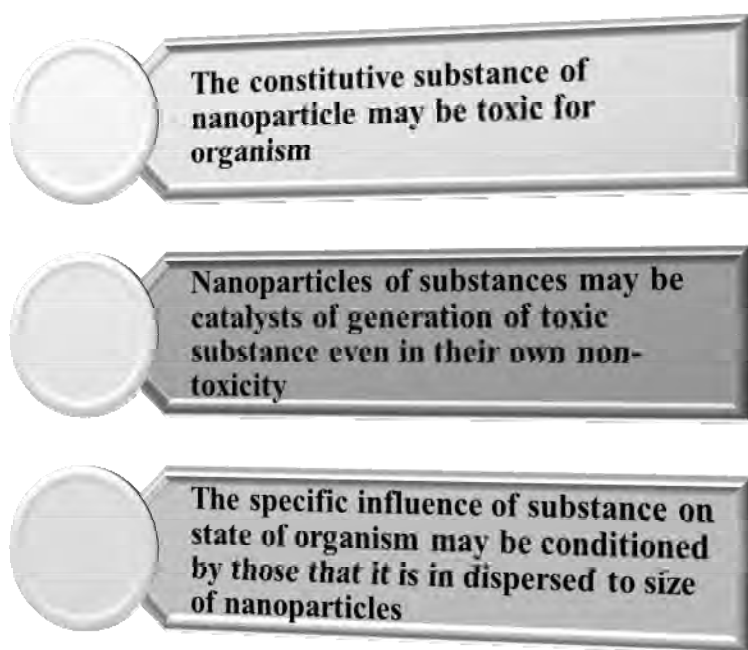 The constitutive substance of
nanoparticle may be toxic for
organism
Nanoparticles of substances may be
catalysts of generation of toxic
substance even in their own non-
toxicity
The specific influence of substance on
state of organism may be conditioned
by those that it is in dispersed to size
of nanoparticles